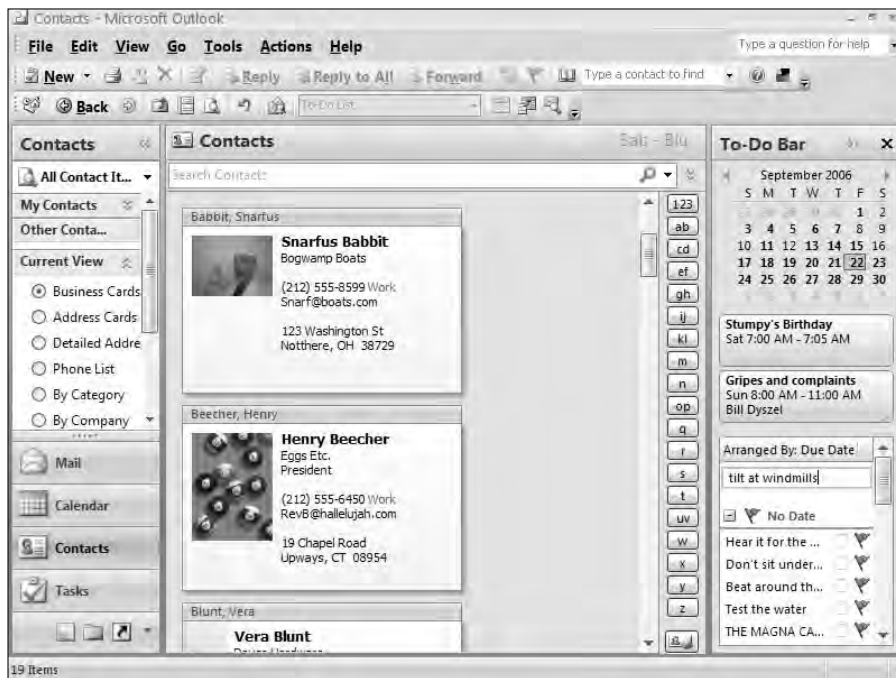 Contacts - Microsoft Outlook
File Edit View Go Tools Actions Help
Type a question for help
New Reply Reply to All Forward Type a contact to find
Back To-Do List
Contacts
All Contact It...
My Contacts
Other Conta...
Current View
Business Cards
Address Cards
Detailed Addre
Phone List
By Category
By Company
Mail
Calendar
Contacts
Tasks
Contacts
Search Contacts
Babbit, Snarfus
Snarfus Babbit
Bogwamp Boats
(212) 555-8599 Work
Snarf@boats.com
123 Washington St
Notthere, OH 38729
Beecher, Henry
Henry Beecher
Eggs Etc.
President
(212) 555-6450 Work
RevB@hallelujah.com
19 Chapel Road
Upways, CT 08954
Blunt, Vera
Vera Blunt
123
ab
cd
ef
gh
ij
kl
m
n
op
q
r
s
t
uv
w
x
y
z
To-Do Bar
September 2006
S M T W T F S
1 2
3 4 5 6 7 8 9
10 11 12 13 14 15 16
17 18 19 20 21 22 23
24 25 26 27 28 29 30
Stumpy's Birthday
Sat 7:00 AM - 7:05 AM
Gripes and complaints
Sun 8:00 AM - 11:00 AM
Bill Dyszel
Arranged By: Due Date
tilt at windmills
No Date
Hear it for the ...
Don't sit under...
Beat around th...
Test the water
THE MAGNA CA...
19 Items